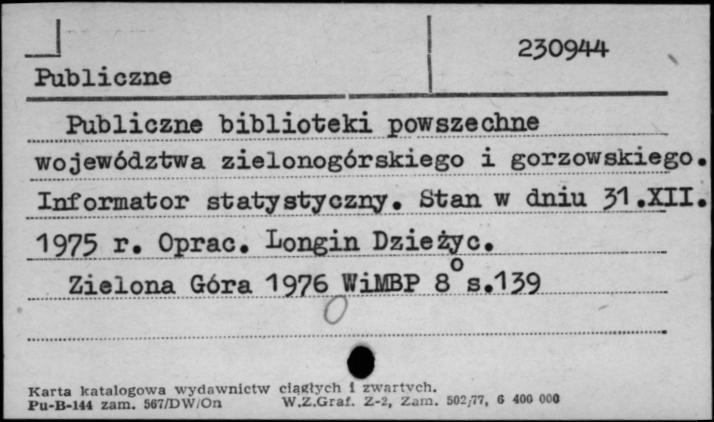 230944
Publiczne
Publiczne biblioteki powszechne
województwa zielonogórskiego i gorzowskiego.
Informator statystyczny. Stan w dniu 31.XII.
1975 r. Oprac. Longin Dzieżyc.
Zielona Góra 1976 WiMBP 8° s.139
0
Karta katalogowa wydawnictw ciągłych i zwartych.
Pu-B-144 zam. 567/DW/On W.Z.Graf. Z-2, Zam. 502/77, 6 400 000